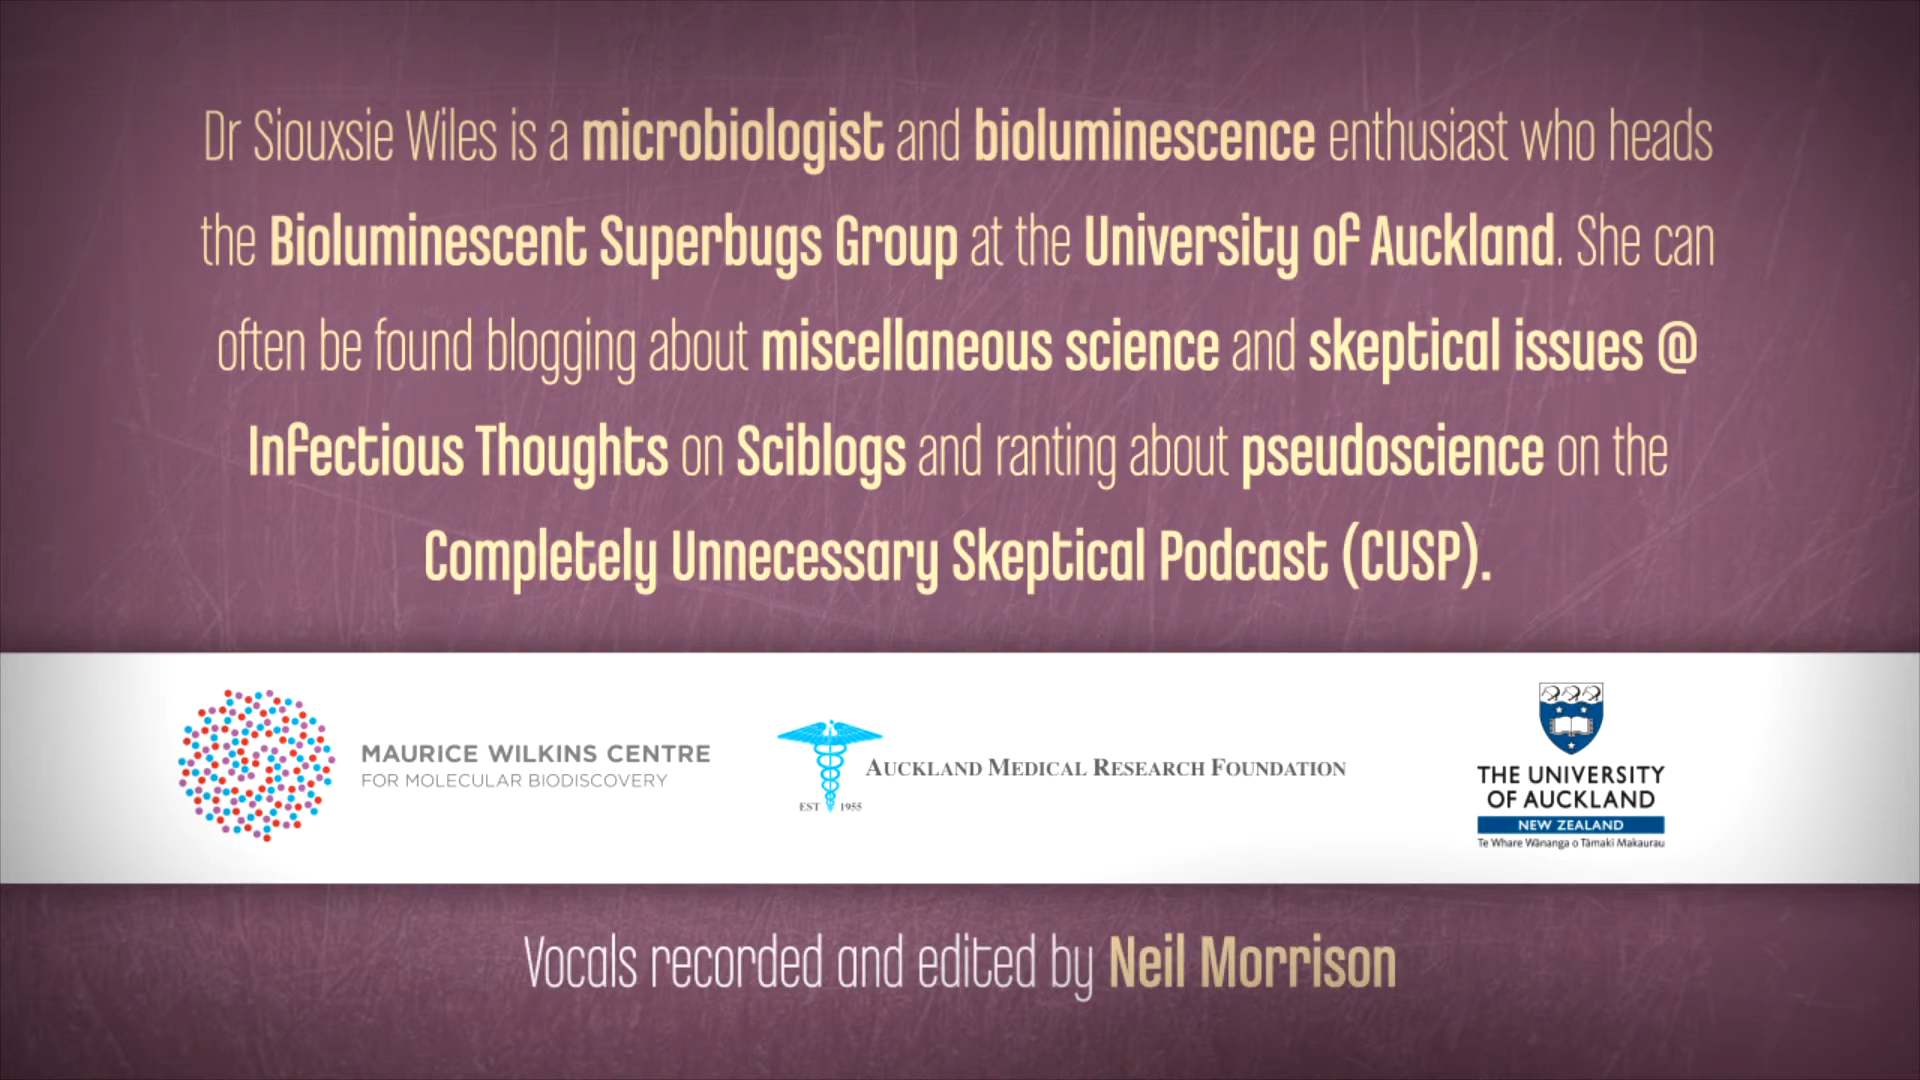 Dr Siouxsie Wiles is a microbiologist and bioluminescence enthusiast who heads
the Bioluminescent Superbugs Group at the University of Auckland. She can
often be found blogging about miscellaneous science and skeptical issues @
Infectious Thoughts on Sciblogs and ranting about pseudoscience on the
Completely Unnecessary Skeptical Podcast (CUSP).
MAURICE WILKINS CENTRE
FOR MOLECULAR BIODISCOVERY
AUCKLAND MEDICAL RESEARCH FOUNDATION
EST 1955
THE UNIVERSITY
OF AUCKLAND
NEW ZEALAND
Te Whare Wānanga o Tāmaki Makaurau
Vocals recorded and edited by Neil Morrison